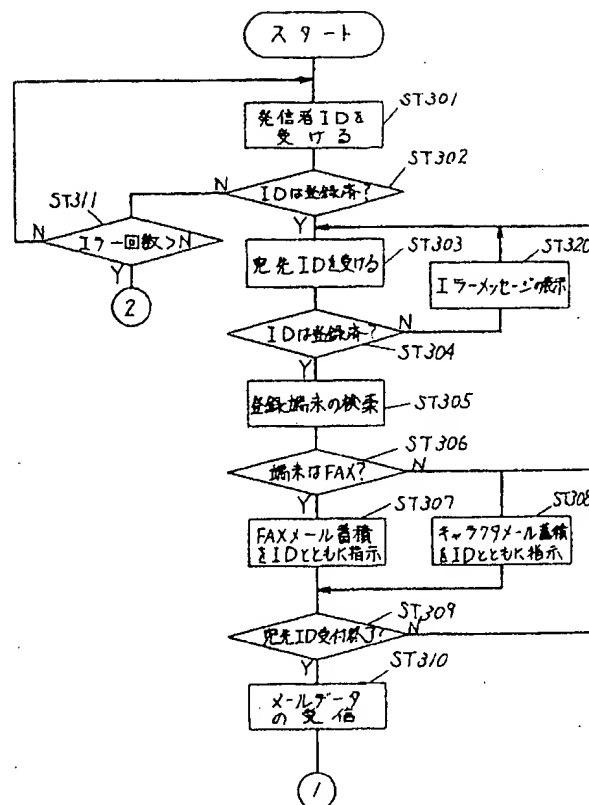 スタート
ST301
発信者IDを
受ける
ST302
IDは登録済?
N
Y
ST311
エラー回数>N
N
Y
2
ST303
宛先IDを受ける
ST320
エラーメッセージの表示
IDは登録済?
N
ST304
Y
登録端末の検索
ST305
ST306
端末はFAX?
N
Y
ST307
FAXメール蓄積
をIDとともに指示
ST308
キャラクタメール蓄積
をIDとともに指示
ST309
宛先ID受付終了?
N
Y
ST310
メールデータ
の受信
1